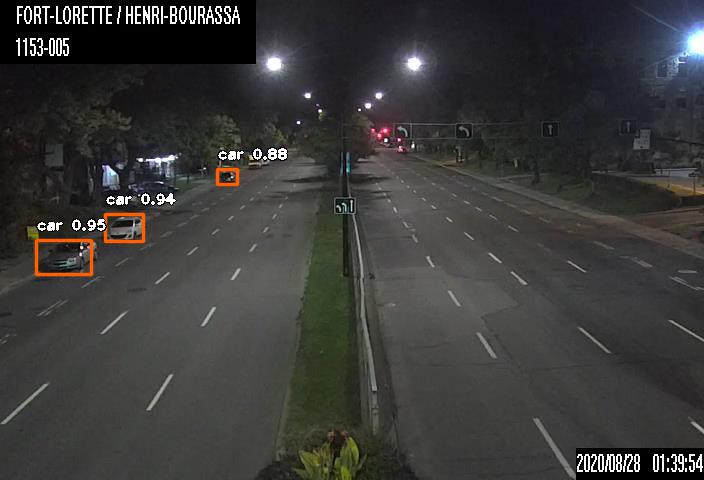 FORT-LORETTE / HENRI-BOURASSA
1153-005
car 0.88
car 0.94
car 0.95
2020/08/28 01:39:54